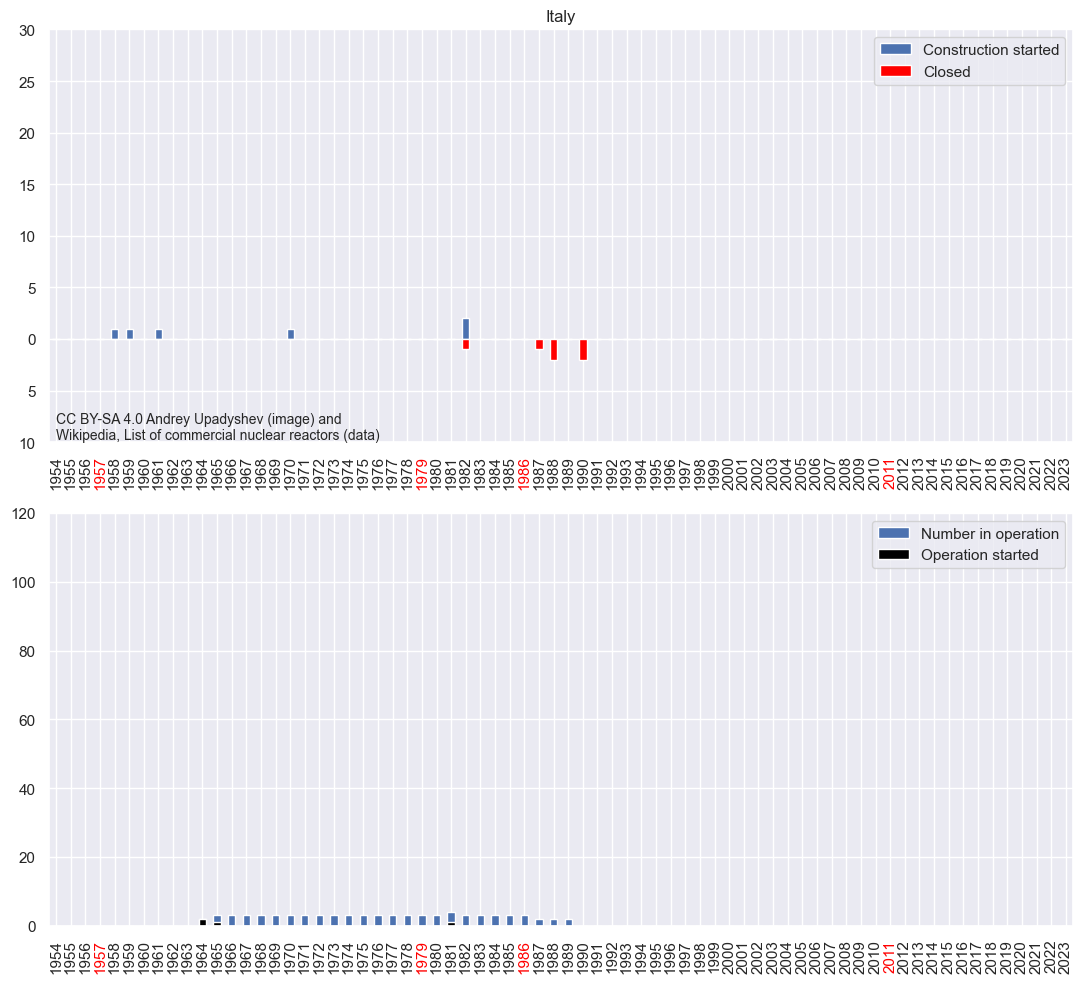 Italy
30
25
20
15
10
5
0
5
10
Construction started
Closed
CC BY-SA 4.0 Andrey Upadyshev (image) and
Wikipedia, List of commercial nuclear reactors (data)
1954 1955 1956 1957 1958 1959 1960 1961 1962 1963 1964 1965 1966 1967 1968 1969 1970 1971 1972 1973 1974 1975 1976 1977 1978 1979 1980 1981 1982 1983 1984 1985 1986 1987 1988 1989 1990 1991 1992 1993 1994 1995 1996 1997 1998 1999 2000 2001 2002 2003 2004 2005 2006 2007 2008 2009 2010 2011 2012 2013 2014 2015 2016 2017 2018 2019 2020 2021 2022 2023
120
100
80
60
40
20
0
Number in operation
Operation started
1954 1955 1956 1957 1958 1959 1960 1961 1962 1963 1964 1965 1966 1967 1968 1969 1970 1971 1972 1973 1974 1975 1976 1977 1978 1979 1980 1981 1982 1983 1984 1985 1986 1987 1988 1989 1990 1991 1992 1993 1994 1995 1996 1997 1998 1999 2000 2001 2002 2003 2004 2005 2006 2007 2008 2009 2010 2011 2012 2013 2014 2015 2016 2017 2018 2019 2020 2021 2022 2023